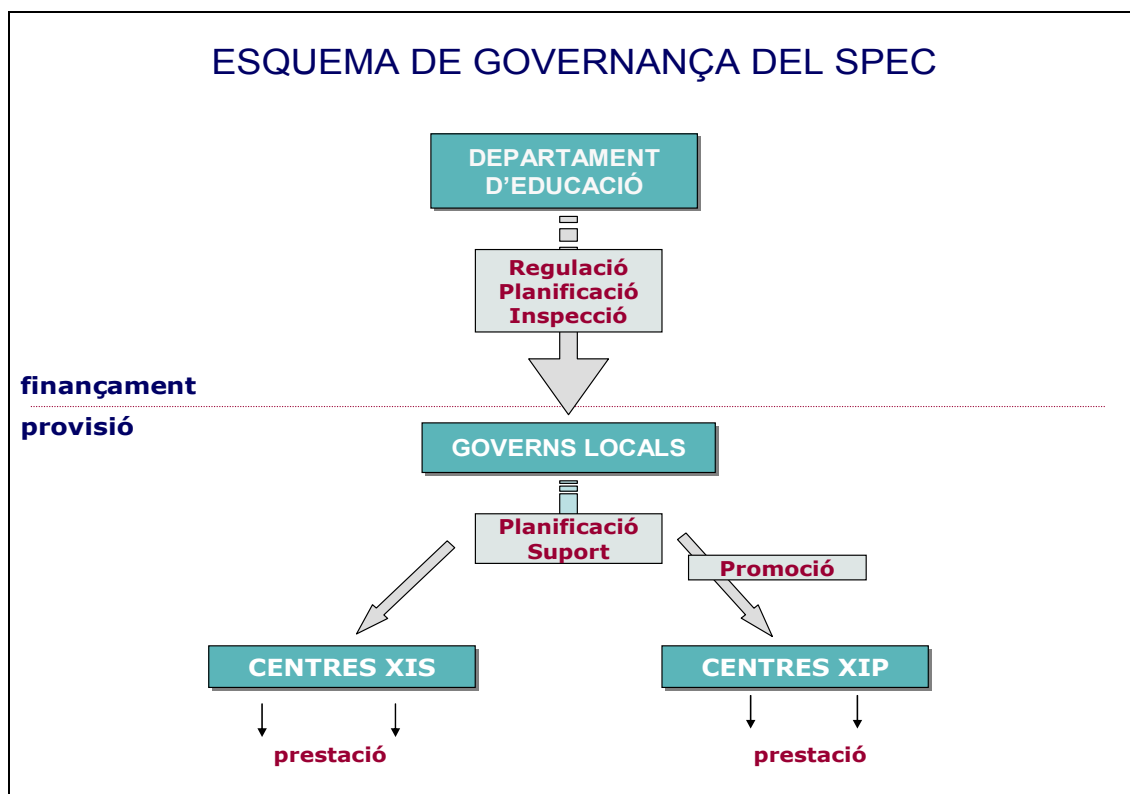 ESQUEMA DE GOVERNANÇA DEL SPEC
DEPARTAMENT
D’EDUCACIÓ
Regulació
Planificació
Inspecció
finançament
provisió
GOVERNS LOCALS
Planificació
Suport
Promoció
CENTRES XIS
CENTRES XIP
prestació
prestació